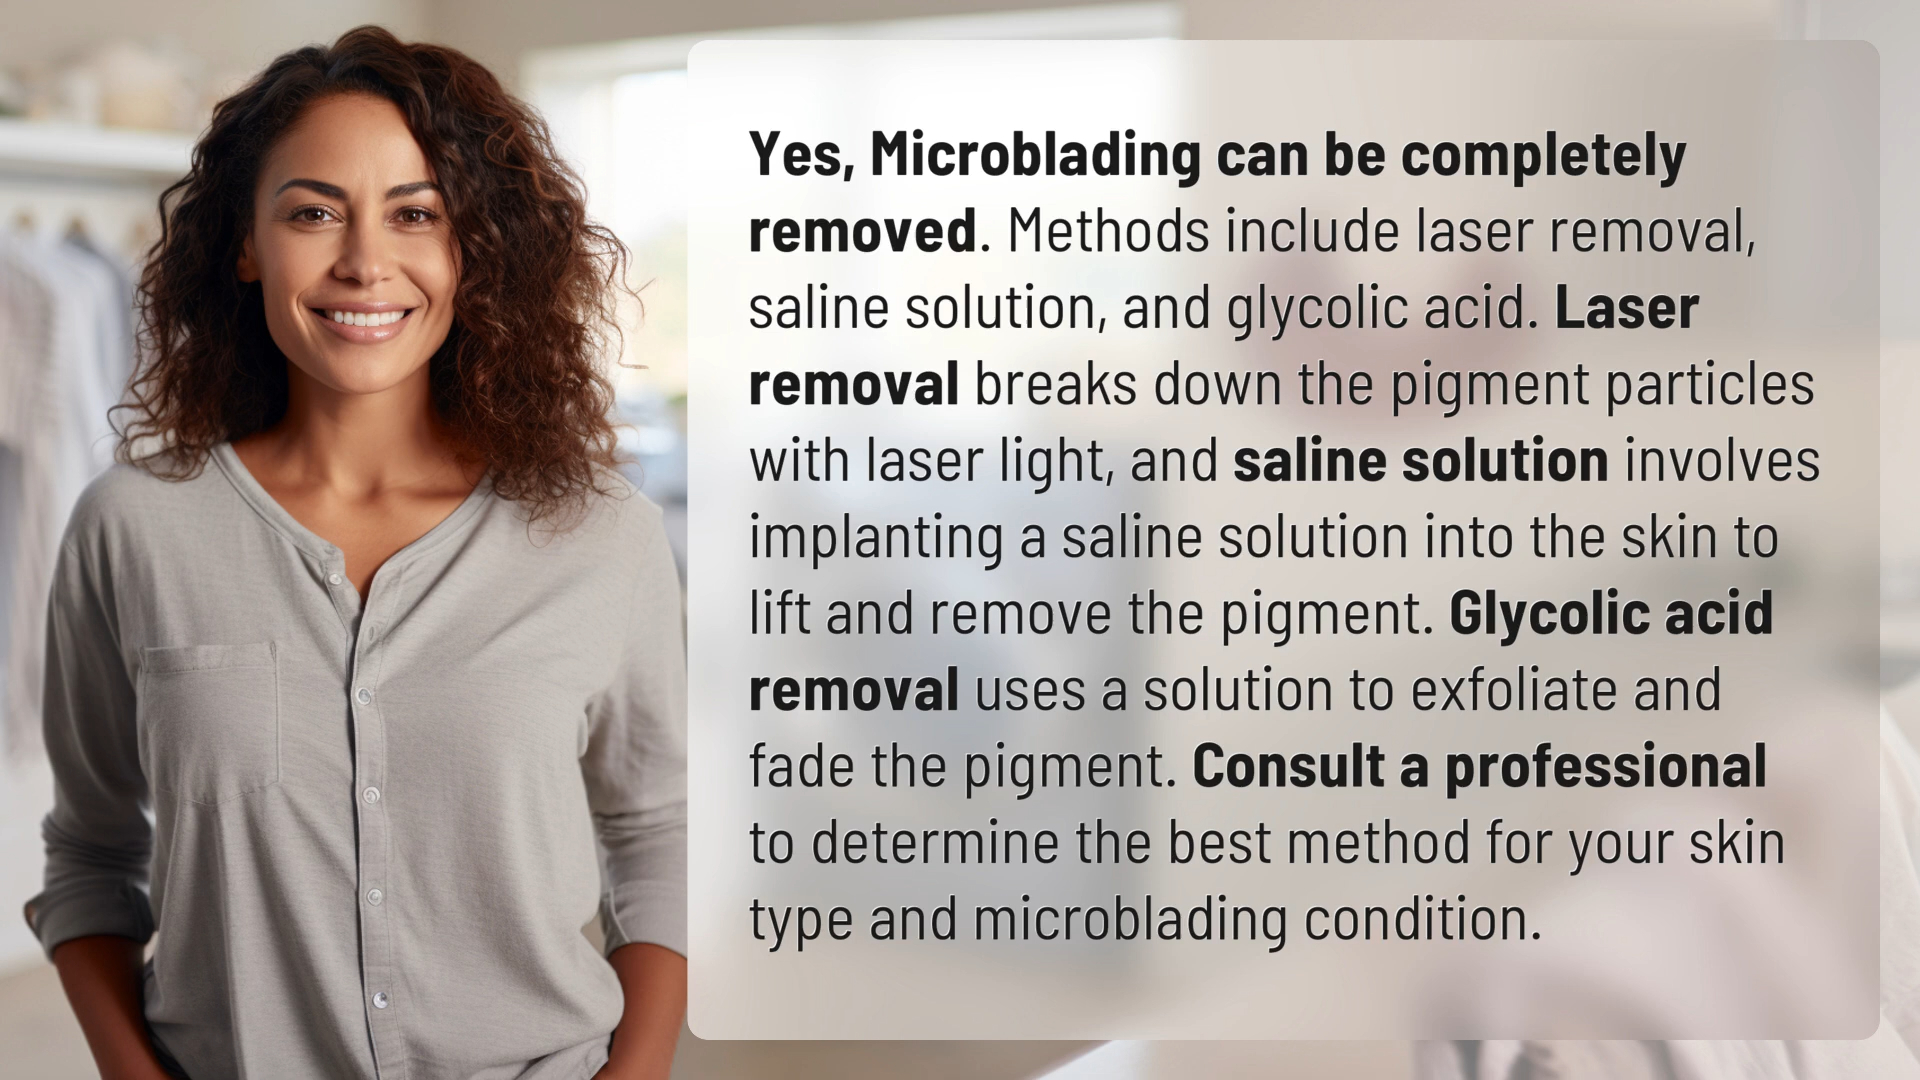 Yes, Microblading can be completely
removed. Methods include laser removal,
saline solution, and glycolic acid. Laser
removal breaks down the pigment particles
with laser light, and saline solution involves
implanting a saline solution into the skin to
lift and remove the pigment. Glycolic acid
removal uses a solution to exfoliate and
fade the pigment. Consult a professional
to determine the best method for your skin
type and microblading condition.